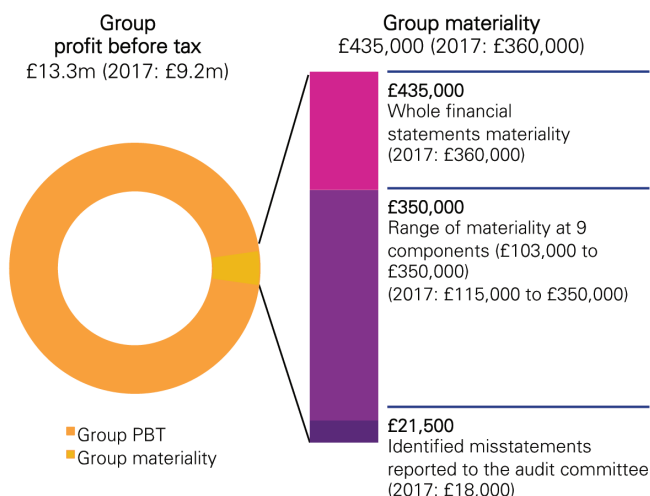 Group
profit before tax
£13.3m (2017: £9.2m)
Group materiality
£435,000 (2017: £360,000)
£435,000
Whole financial
statements materiality
(2017: £360,000)
£350,000
Range of materiality at 9
components (£103,000 to
£350,000)
(2017: £115,000 to £350,000)
£21,500
Identified misstatements
reported to the audit committee
(2017: £18,000)
Group PBT
Group materiality